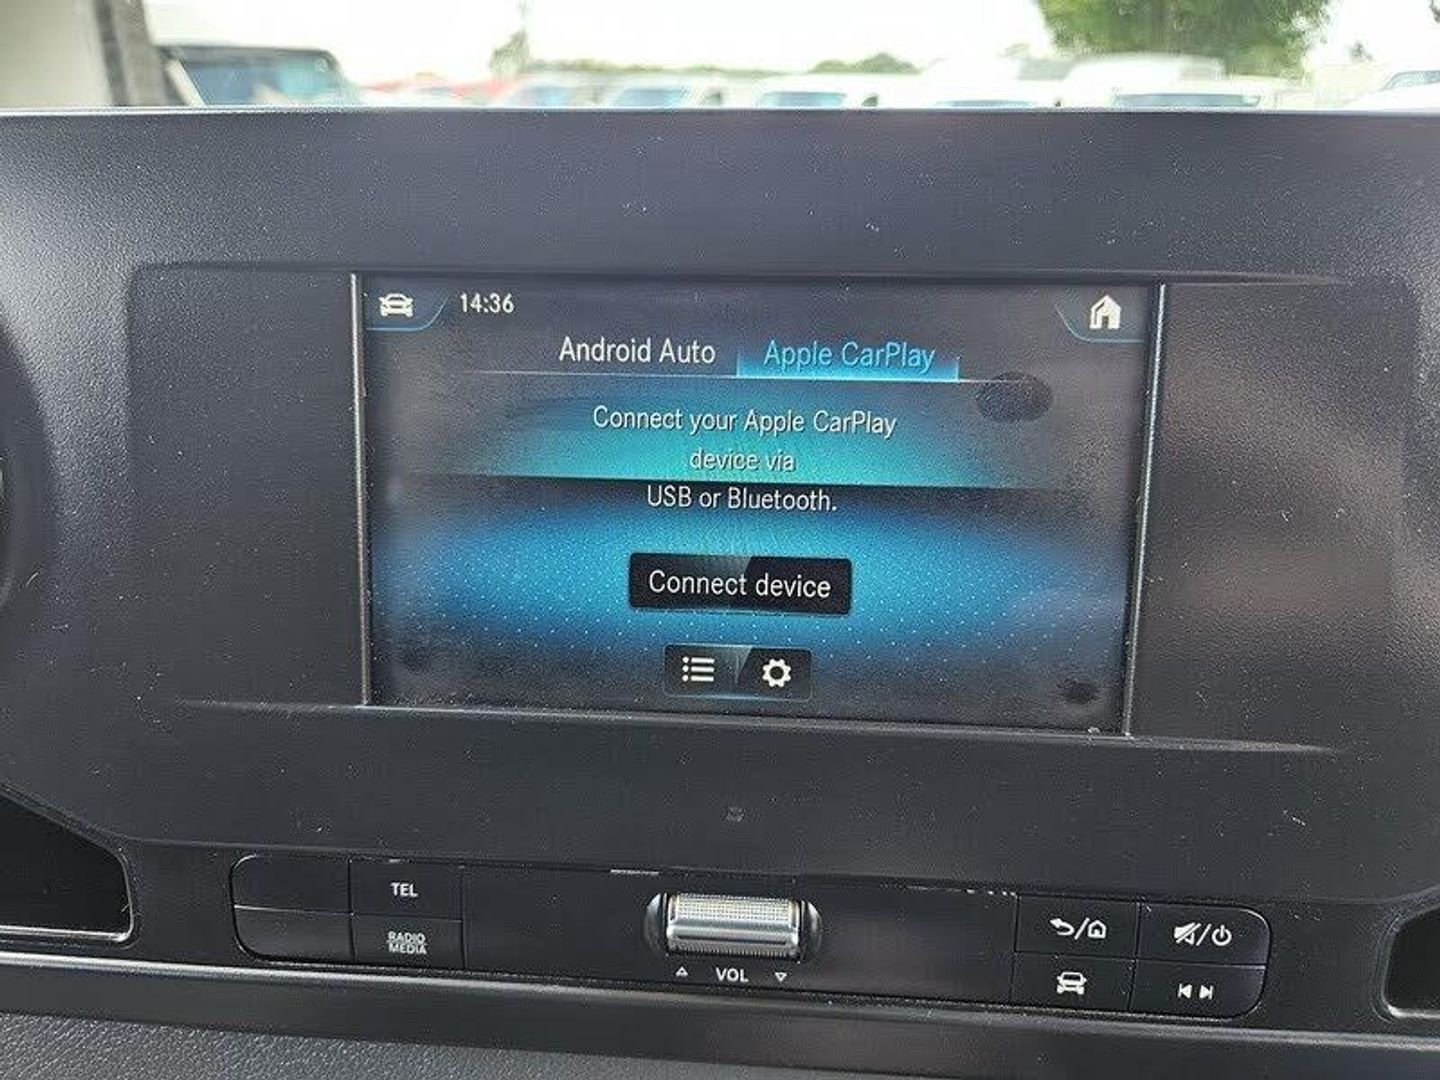 14:36
Android Auto
Apple CarPlay
Connect your Apple CarPlay
device via
USB or Bluetooth.
Connect device
TEL
RADIO
MEDIA
VOL